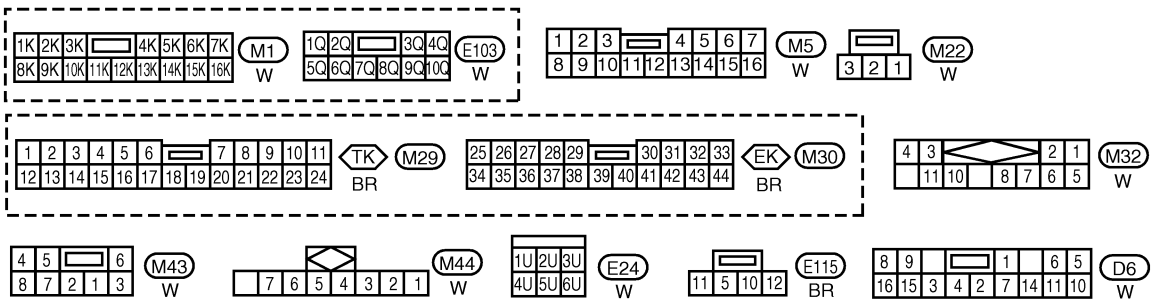 1K 2K 3K 4K 5K 6K 7K M1
8K 9K 10K 11K 12K 13K 14K 15K 16K W
1Q 2Q 3Q 4Q E103
5Q 6Q 7Q 8Q 9Q 10Q W
1 2 3 4 5 6 7 M5
8 9 10 11 12 13 14 15 16 W
M22
3 2 1 W
1 2 3 4 5 6 7 8 9 10 11 TK M29
12 13 14 15 16 17 18 19 20 21 22 23 24 BR
25 26 27 28 29 30 31 32 33 EK M30
34 35 36 37 38 39 40 41 42 43 44 BR
4 3 2 1 M32
11 10 8 7 6 5 W
4 5 6 M43
8 7 2 1 3 W
M44
7 6 5 4 3 2 1 W
1U 2U 3U E24
4U 5U 6U W
E115
11 5 10 12 BR
8 9 1 6 5 D6
16 15 3 4 2 7 14 11 10 W